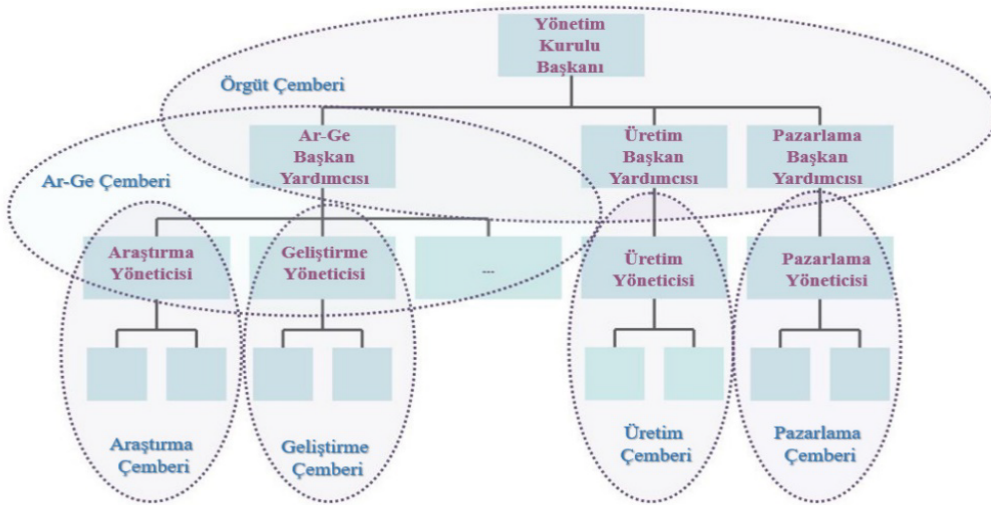 Yönetim
Kurulu
Başkanı
Örgüt Çemberi
Ar-Ge
Başkan
Yardımcısı
Üretim
Başkan
Yardımcısı
Pazarlama
Başkan
Yardımcısı
Ar-Ge Çemberi
Araştırma
Yöneticisi
Geliştirme
Yöneticisi
...
Üretim
Yöneticisi
Pazarlama
Yöneticisi
Araştırma
Çemberi
Geliştirme
Çemberi
Üretim
Çemberi
Pazarlama
Çemberi